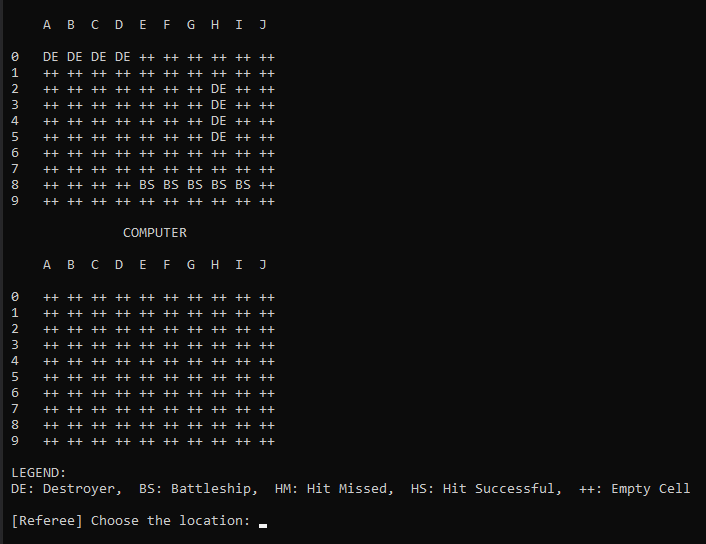 A B C D E F G H I J
0 DE DE DE DE ++ ++ ++ ++ ++ ++
1 ++ ++ ++ ++ ++ ++ ++ ++ ++ ++
2 ++ ++ ++ ++ ++ ++ ++ DE ++ ++
3 ++ ++ ++ ++ ++ ++ ++ DE ++ ++
4 ++ ++ ++ ++ ++ ++ ++ DE ++ ++
5 ++ ++ ++ ++ ++ ++ ++ DE ++ ++
6 ++ ++ ++ ++ ++ ++ ++ ++ ++ ++
7 ++ ++ ++ ++ ++ ++ ++ ++ ++ ++
8 ++ ++ ++ ++ BS BS BS BS BS ++
9 ++ ++ ++ ++ ++ ++ ++ ++ ++ ++
COMPUTER
A B C D E F G H I J
0 ++ ++ ++ ++ ++ ++ ++ ++ ++ ++
1 ++ ++ ++ ++ ++ ++ ++ ++ ++ ++
2 ++ ++ ++ ++ ++ ++ ++ ++ ++ ++
3 ++ ++ ++ ++ ++ ++ ++ ++ ++ ++
4 ++ ++ ++ ++ ++ ++ ++ ++ ++ ++
5 ++ ++ ++ ++ ++ ++ ++ ++ ++ ++
6 ++ ++ ++ ++ ++ ++ ++ ++ ++ ++
7 ++ ++ ++ ++ ++ ++ ++ ++ ++ ++
8 ++ ++ ++ ++ ++ ++ ++ ++ ++ ++
9 ++ ++ ++ ++ ++ ++ ++ ++ ++ ++
LEGEND:
DE: Destroyer, BS: Battleship, HM: Hit Missed, HS: Hit Successful, ++: Empty Cell
[Referee] Choose the location: